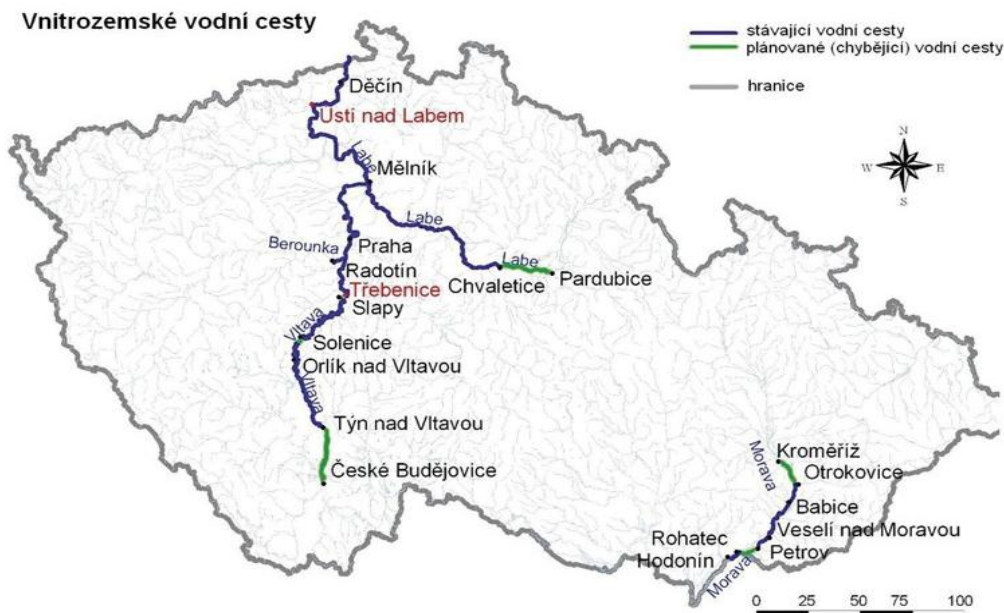 Vnitrozemské vodní cesty
stávající vodní cesty
plánované (chybějící) vodní cesty
hranice
N
W
E
S
Děčín
Ustí nad Labem
Labe
Mělník
Labe
Labe
Berounka
Praha
Radotín
Chvaletice
Pardubice
Třebenice
Slapy
Vltava
Solenice
Orlík nad Vltavou
Vltava
Týn nad Vltavou
České Budějovice
Kroměříž
Morava
Otrokovice
Babice
Veselí nad Moravou
Rohatec
Petrov
Hodonín
Morava
0 25 50 75 100